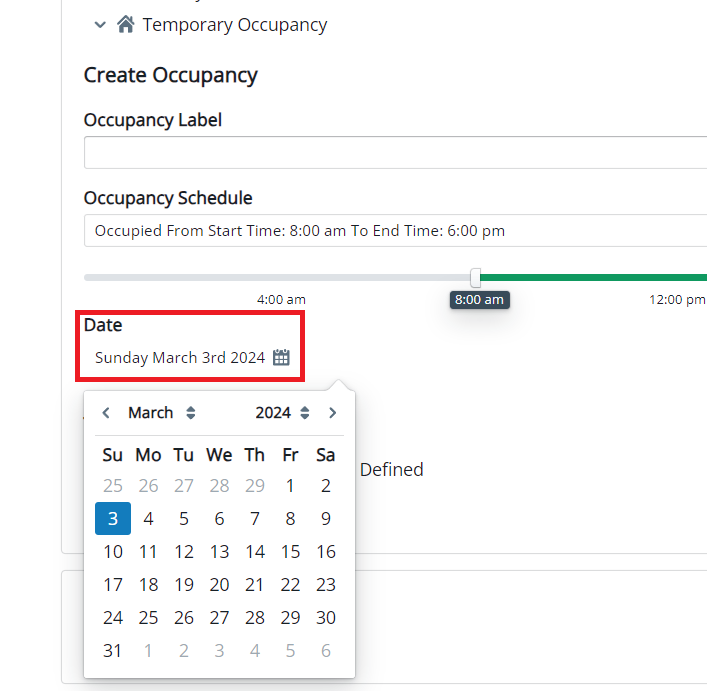 Temporary Occupancy
Create Occupancy
Occupancy Label
Occupancy Schedule
Occupied From Start Time: 8:00 am To End Time: 6:00 pm
4:00 am 8:00 am 12:00 pm
Date
Sunday March 3rd 2024
March 2024
Su Mo Tu We Th Fr Sa
25 26 27 28 29 1 2
Defined
3 4 5 6 7 8 9
10 11 12 13 14 15 16
17 18 19 20 21 22 23
24 25 26 27 28 29 30
31 1 2 3 4 5 6